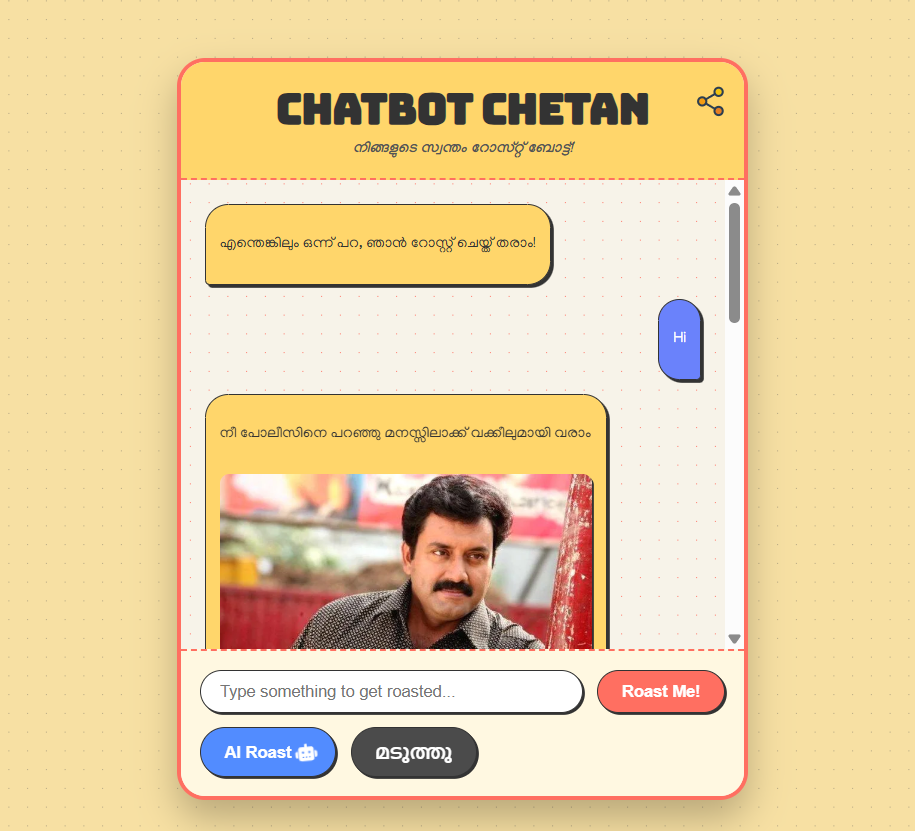 CHATBOT CHETAN
നിങ്ങളുടെ സ്വന്തം റോസ്റ്റ് ബോട്ട്!
എന്തെങ്കിലും ഒന്ന് പറ, ഞാൻ റോസ്റ്റ് ചെയ്ത് തരാം!
Hi
നീ പോലീസിനെ പറഞ്ഞു മനസ്സിലാക്ക് വക്കീലുമായി വരാം
Type something to get roasted...
Roast Me!
AI Roast 🤖
മടുത്തു